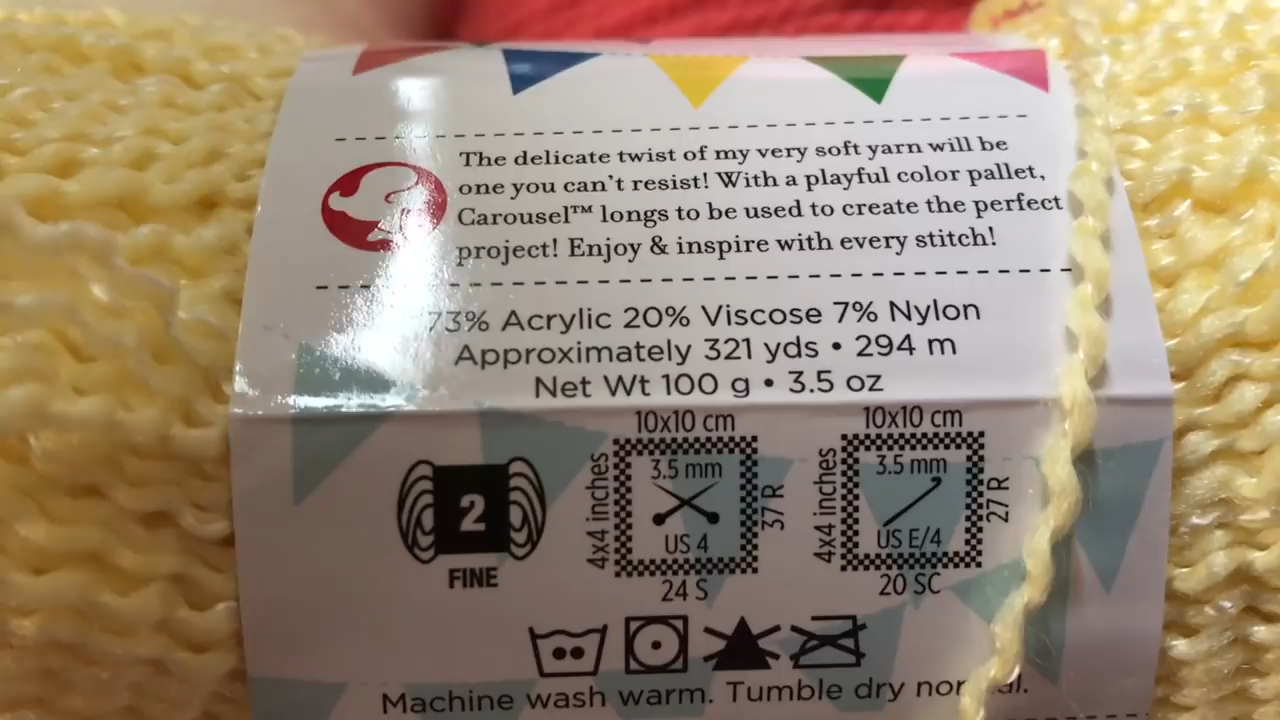 The delicate twist of my very soft yarn will be
one you can't resist! With a playful color pallet,
Carousel™ longs to be used to create the perfect
project! Enjoy & inspire with every stitch!
73% Acrylic 20% Viscose 7% Nylon
Approximately 321 yds • 294 m
Net Wt 100 g • 3.5 oz
2
FINE
10x10 cm
4x4 inches
3.5 mm
US 4
37 R
24 S
10x10 cm
4x4 inches
3.5 mm
US E/4
27 R
20 SC
Machine wash warm. Tumble dry